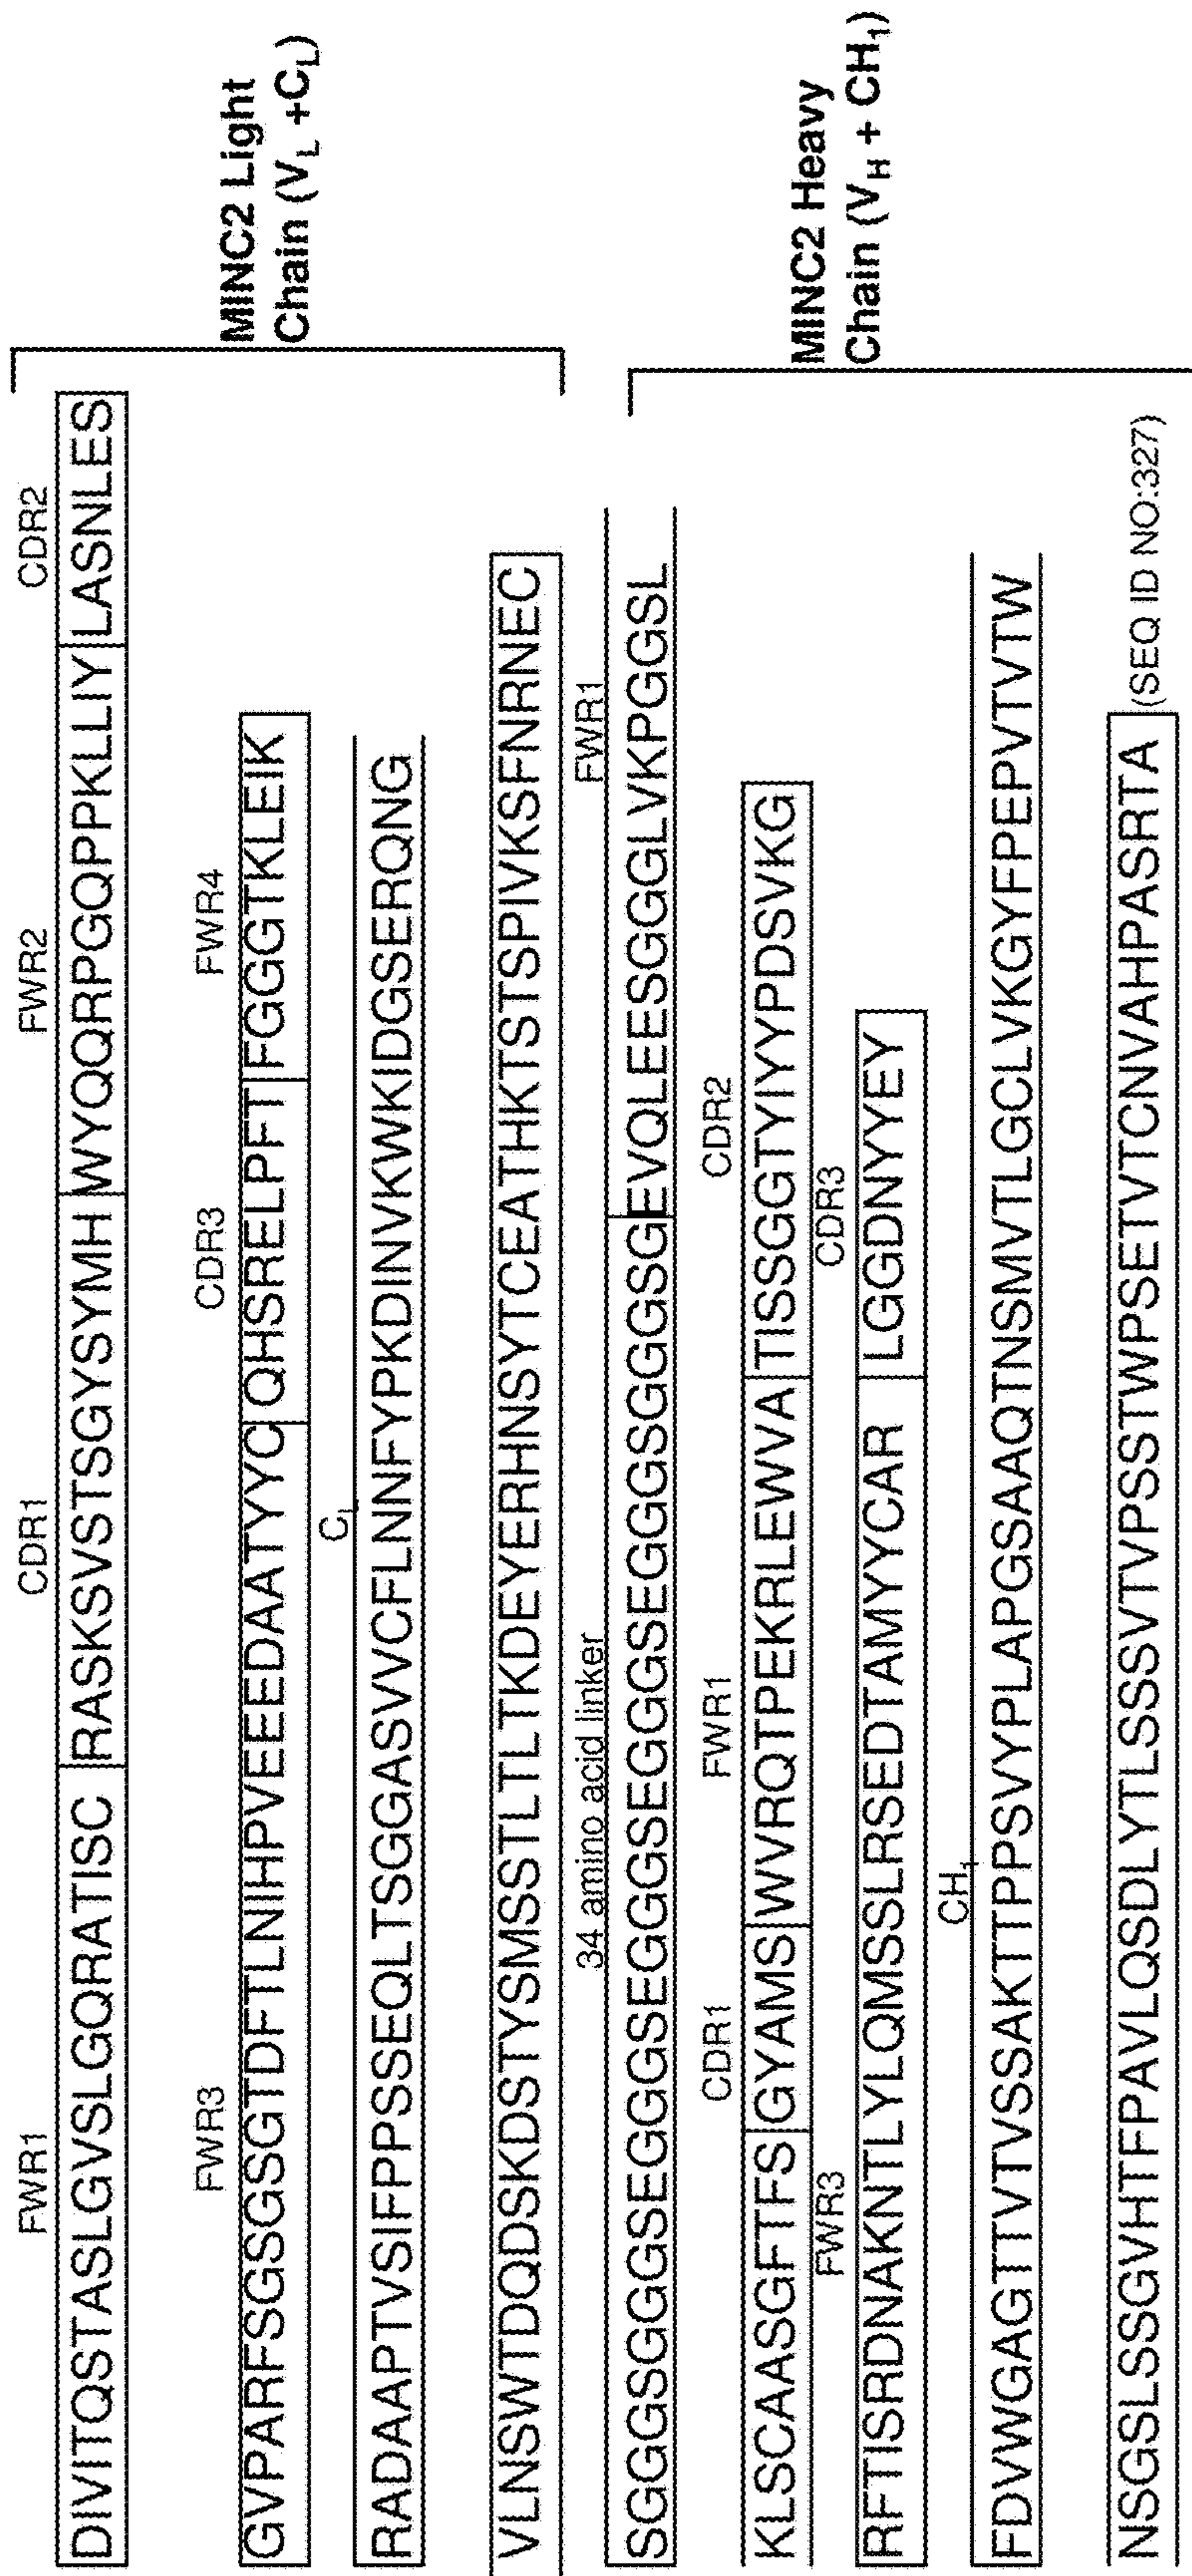 FWR1 CDR1 FWR2 CDR2
DIVITQSTASLGVSLGQRATISC RASKSVSTSGYSYMH WYQQRPGQPPKLLIY LASNLES
FWR3 CDR3 FWR4
GVPARFSGSGSGTDFTLNIHPVEEEDAATYYC QHSRELPFT FGGGTKLEIK
CL
RADAAPTVSIFPPSSEQLTSGGASVVCFLNNFYPKDINVKWKIDGSERQNG
VLNSWTDQDSKDSTYSMSSTLTLTKDEYERHNSYTCEATHKTSTSPIVKSFNRNEC
MINC2 Light
Chain (VL +CL)
34 amino acid linker FWR1
SGGGSGGGSEGGGSEGGGSEGGGSEGGGSGGGSG EVQLEESGGGLVKPGGSL
CDR1 FWR1 CDR2
KLSCAASGFTFS GYAMS WVRQTPEKRLEWVA TISSGGTYIYYPDSVKG
FWR3 CDR3
RFTISRDNAKNTLYLQMSSLRSEDTAMYYCAR LGGDNYYEY
CH1
FDVWGAGTTVTVSSAKTTPPSVYPLAPGSAAQTNSMVTLGCLVKGYFPEPVTVTW
NSGSLSSGVHTFPAVLQSDLYTLSSSVTVPSSTWPSETVTCNVAHPASRTA (SEQ ID NO:327)
MINC2 Heavy
Chain (VH + CH1)